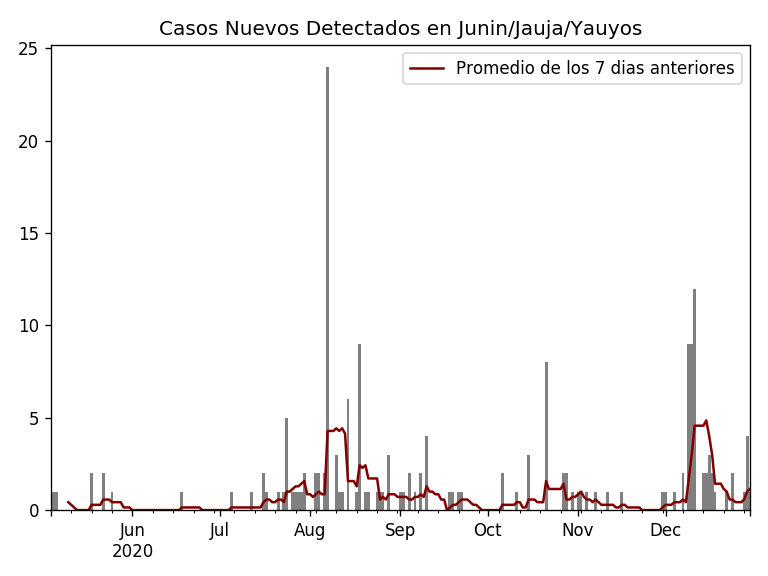 Casos Nuevos Detectados en Junin/Jauja/Yauyos
Promedio de los 7 dias anteriores
25
20
15
10
5
0
Jun Jul Aug Sep Oct Nov Dec
2020